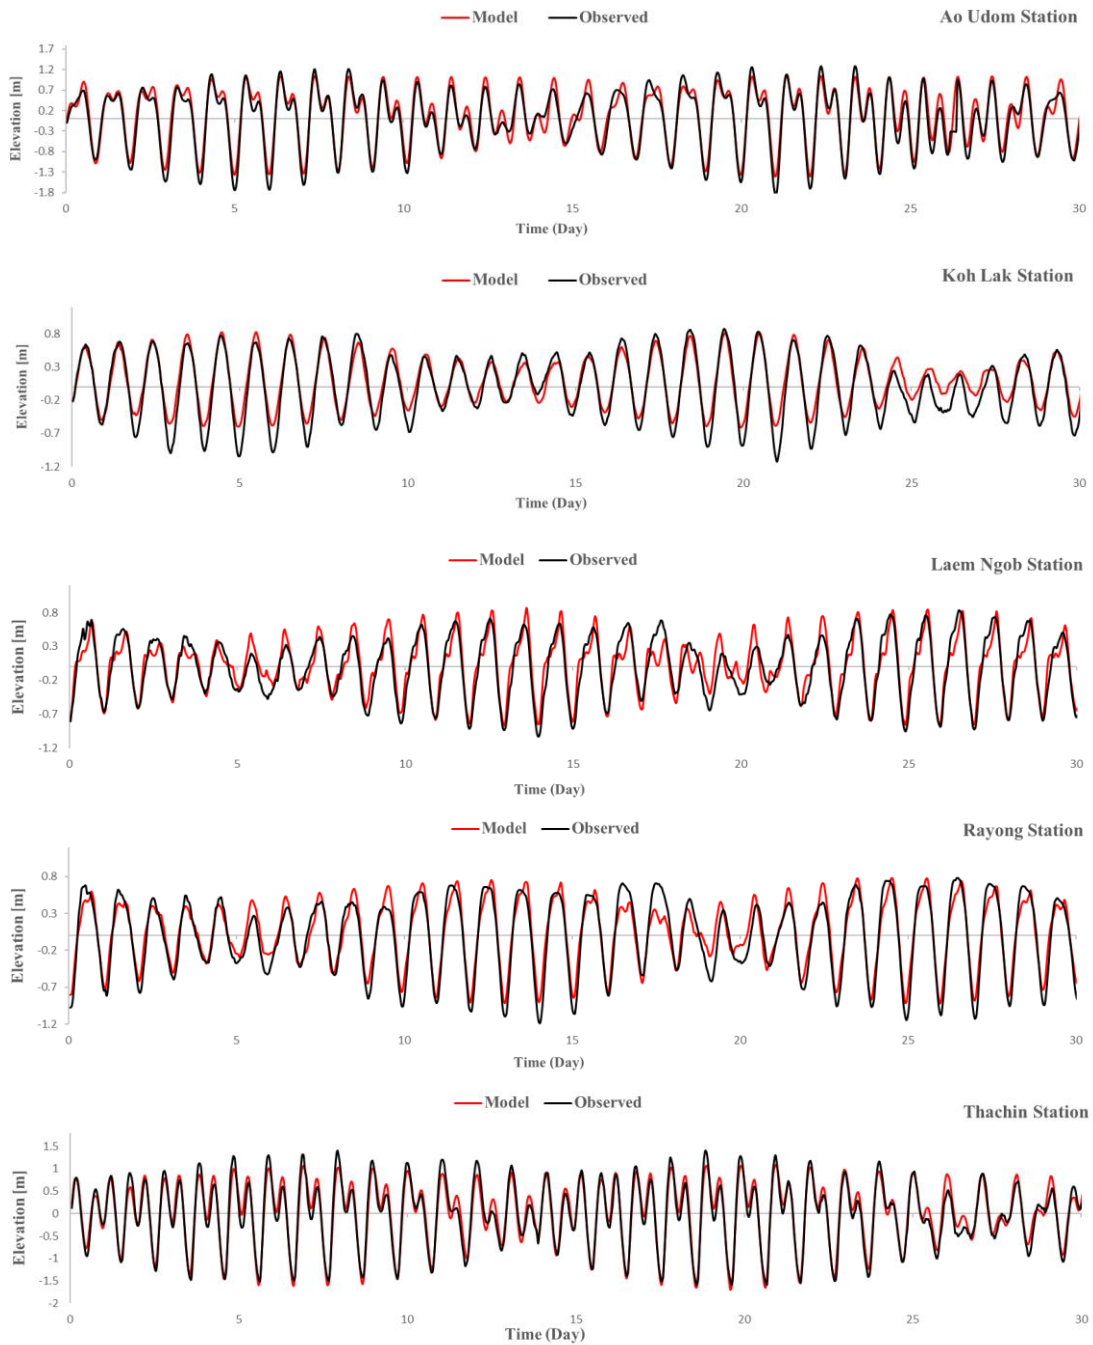 Model Observed Ao Udom Station
Elevation [m]
1.7
1.2
0.7
0.2
-0.3
-0.8
-1.3
-1.8
0 5 10 15 20 25 30
Time (Day)
Model Observed Koh Lak Station
Elevation [m]
0.8
0.3
-0.2
-0.7
-1.2
0 5 10 15 20 25 30
Time (Day)
Model Observed Laem Ngob Station
Elevation [m]
0.8
0.3
-0.2
-0.7
-1.2
0 5 10 15 20 25 30
Time (Day)
Model Observed Rayong Station
Elevation [m]
0.8
0.3
-0.2
-0.7
-1.2
0 5 10 15 20 25 30
Time (Day)
Model Observed Thachin Station
Elevation [m]
1.5
1
0.5
0
-0.5
-1
-1.5
-2
0 5 10 15 20 25 30
Time (Day)